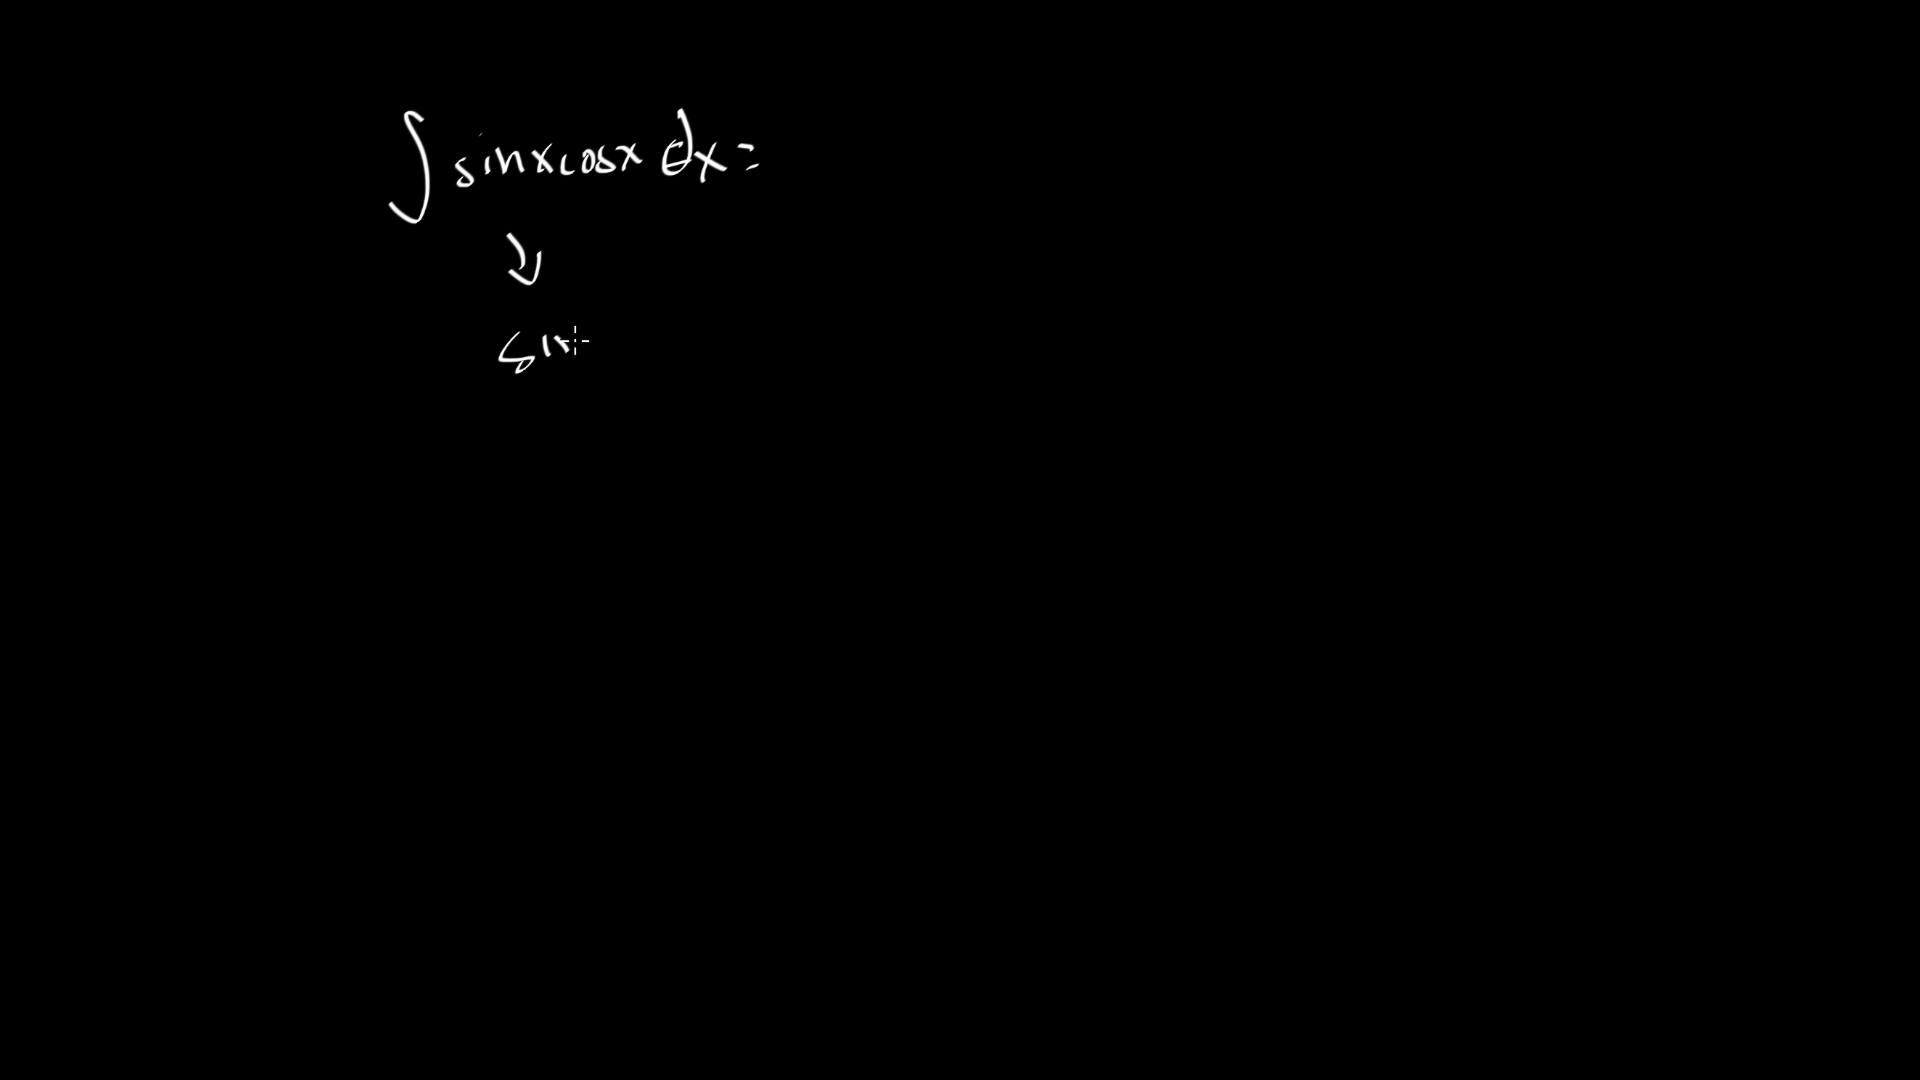 ∫ sinxcosx dx =
↓
sin